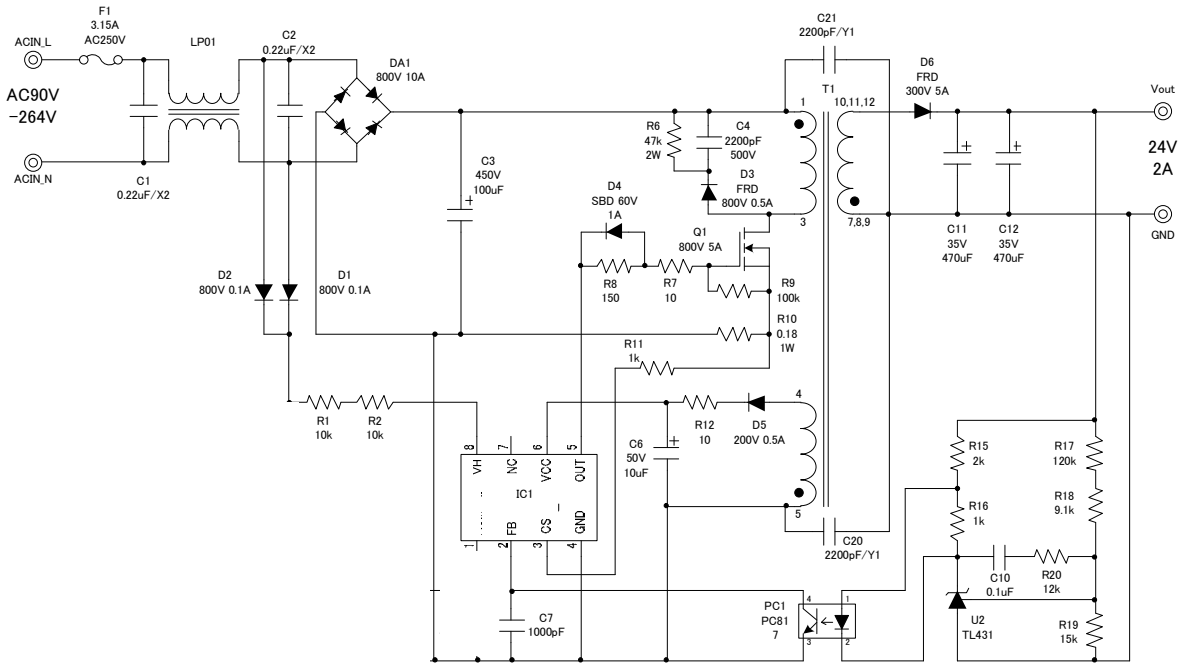 F1
3.15A
AC250V
ACIN_L
LP01
C2
0.22uF/X2
DA1
800V 10A
AC90V
-264V
ACIN_N
C1
0.22uF/X2
C21
2200pF/Y1
T1
1
10,11,12
D6
FRD
300V 5A
Vout
24V
2A
GND
R6
47k
2W
C4
2200pF
500V
D3
FRD
800V 0.5A
3
7,8,9
C3
450V
100uF
+
D4
SBD 60V
1A
Q1
800V 5A
R8
150
R7
10
R9
100k
R10
0.18
1W
R11
1k
C11
35V
470uF
+
C12
35V
470uF
+
D2
800V 0.1A
D1
800V 0.1A
R1
10k
R2
10k
R12
10
D5
200V 0.5A
4
5
C6
50V
10uF
+
C20
2200pF/Y1
8
7
6
5
VH
NC
VCC
OUT
IC1
FB
CS
GND
1
2
3
4
C7
1000pF
PC1
PC81
7
4
3
1
2
R15
2k
R16
1k
R17
120k
R18
9.1k
C10
0.1uF
R20
12k
U2
TL431
R19
15k